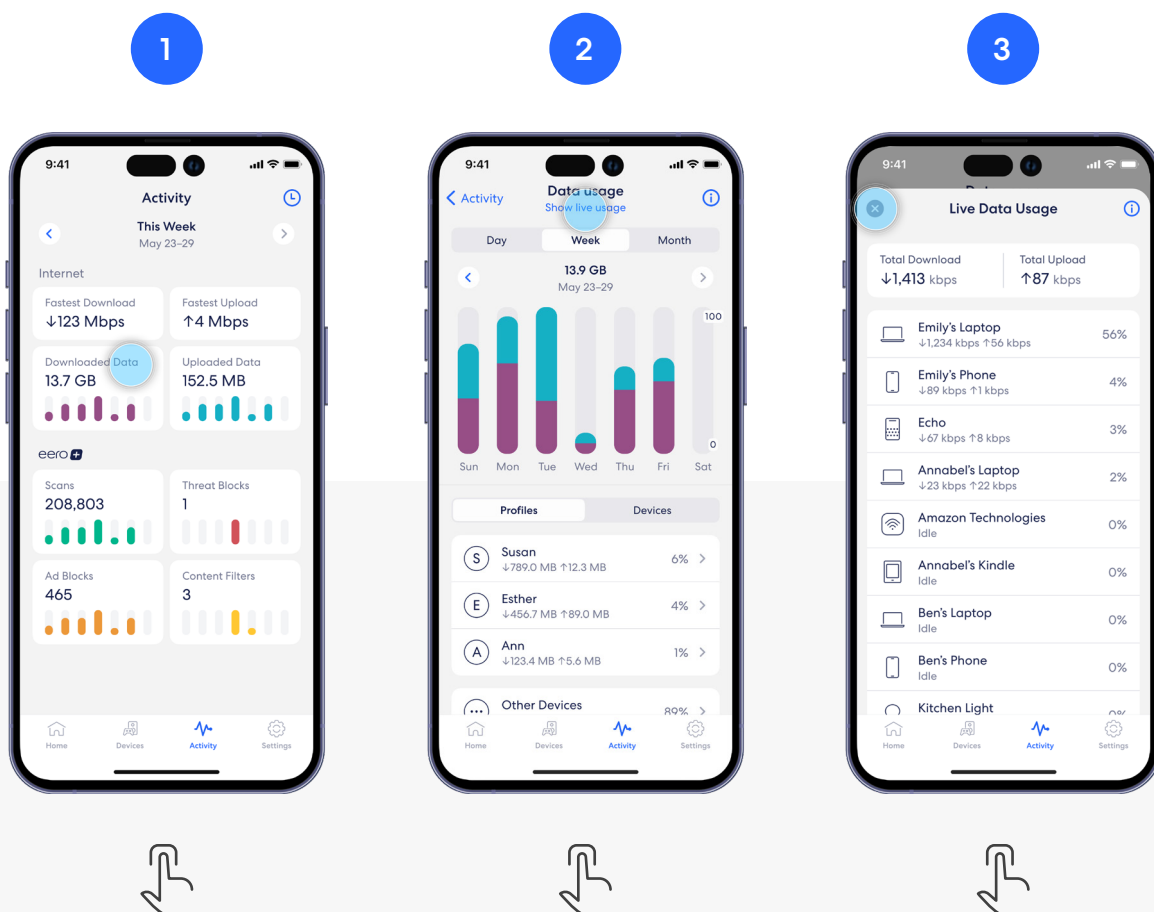 1
9:41
Activity
This Week
May 23–29
Internet
Fastest Download
↓123 Mbps
Fastest Upload
↑4 Mbps
Downloaded Data
13.7 GB
Uploaded Data
152.5 MB
eero+
Scans
208,803
Threat Blocks
1
Ad Blocks
465
Content Filters
3
Home
Devices
Activity
Settings
2
9:41
Activity
Data usage
Show live usage
Day
Week
Month
13.9 GB
May 23–29
100
0
Sun Mon Tue Wed Thu Fri Sat
Profiles
Devices
S
Susan
↓789.0 MB ↑12.3 MB
6%
E
Esther
↓456.7 MB ↑89.0 MB
4%
A
Ann
↓123.4 MB ↑5.6 MB
1%
Other Devices
89%
Home
Devices
Activity
Settings
3
9:41
Live Data Usage
Total Download
↓1,413 kbps
Total Upload
↑87 kbps
Emily's Laptop
↓1,234 kbps ↑56 kbps
56%
Emily's Phone
↓89 kbps ↑1 kbps
4%
Echo
↓67 kbps ↑8 kbps
3%
Annabel's Laptop
↓23 kbps ↑22 kbps
2%
Amazon Technologies
Idle
0%
Annabel's Kindle
Idle
0%
Ben's Laptop
Idle
0%
Ben's Phone
Idle
0%
Kitchen Light
Home
Devices
Activity
Settings